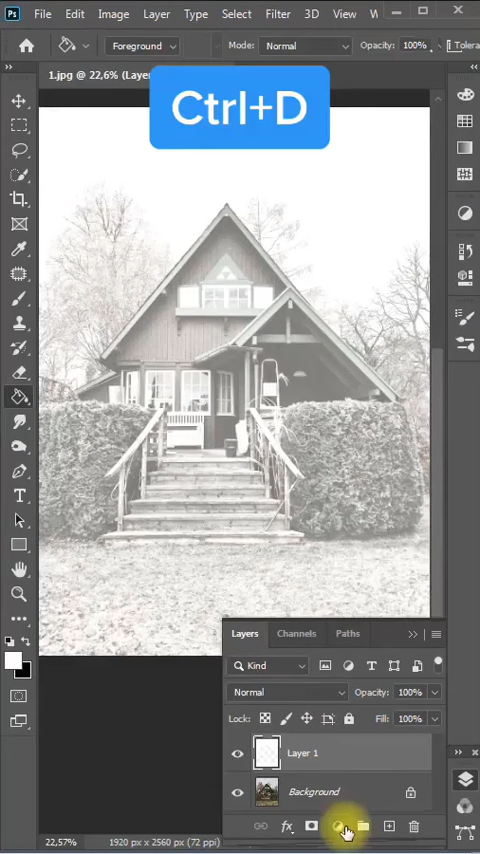 Ps File Edit Image Layer Type Select Filter 3D View
Foreground Mode: Normal Opacity: 100%
1.jpg @ 22,6%
Ctrl+D
T
Layers Channels Paths
Kind T
Normal Opacity: 100%
Lock: Fill: 100%
Layer 1
Background
fx
22,57% 1920 px x 2560 px (72 ppi)